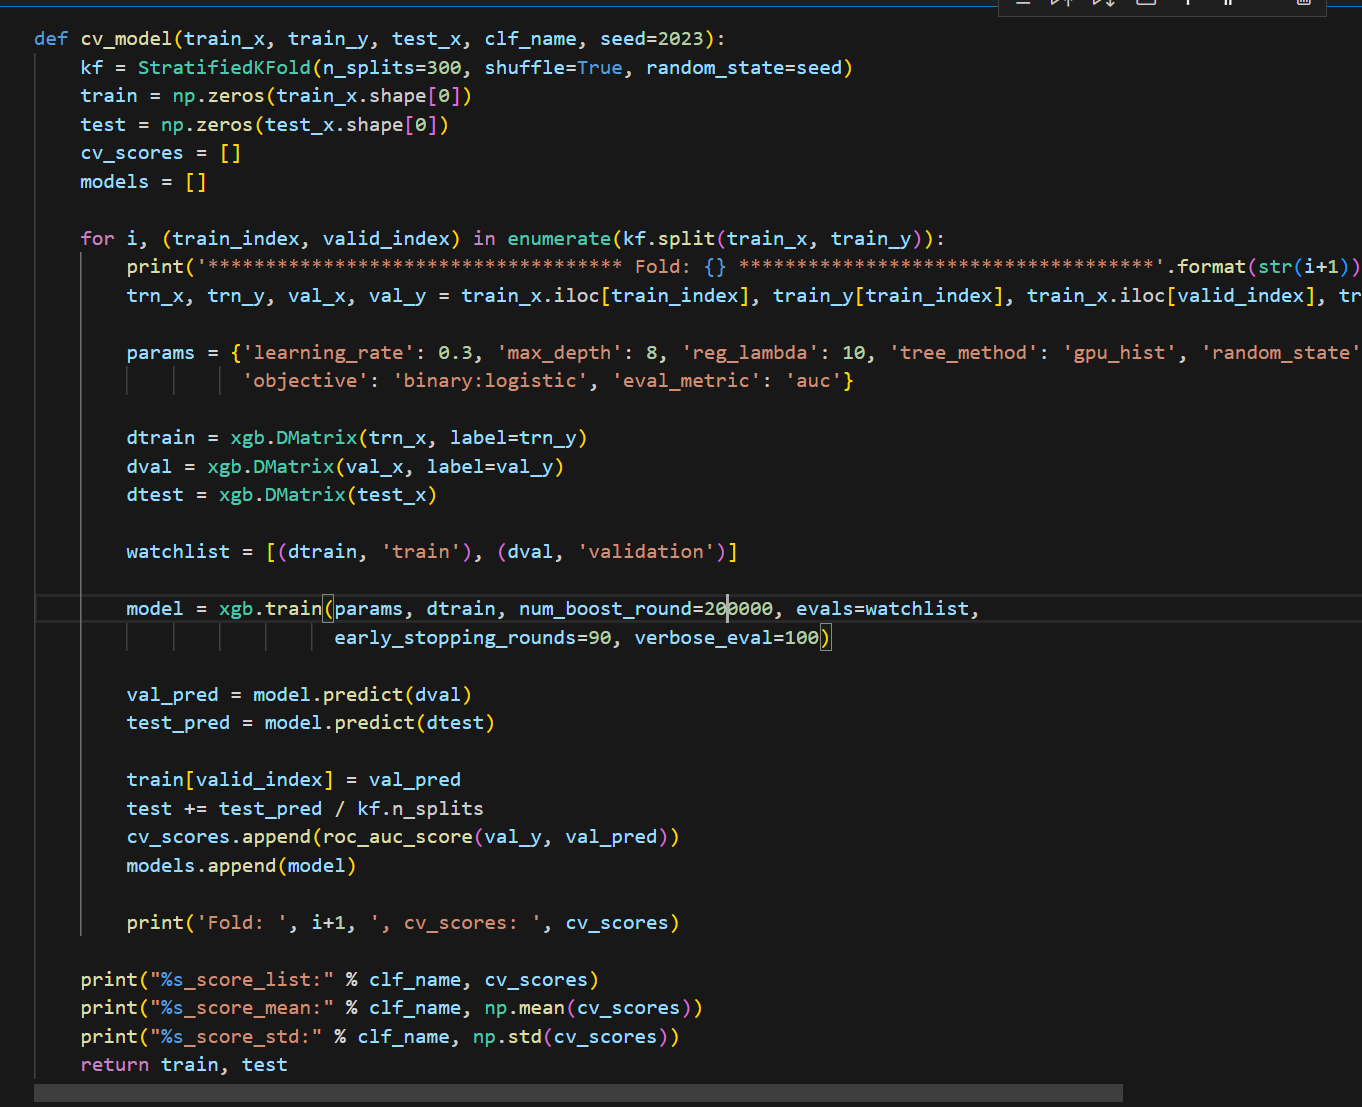 def cv_model(train_x, train_y, test_x, clf_name, seed=2023):
    kf = StratifiedKFold(n_splits=300, shuffle=True, random_state=seed)
    train = np.zeros(train_x.shape[0])
    test = np.zeros(test_x.shape[0])
    cv_scores = []
    models = []
    for i, (train_index, valid_index) in enumerate(kf.split(train_x, train_y)):
        print('************************************ Fold: {} ************************************'.format(str(i+1))
        trn_x, trn_y, val_x, val_y = train_x.iloc[train_index], train_y[train_index], train_x.iloc[valid_index], tr
        params = {'learning_rate': 0.3, 'max_depth': 8, 'reg_lambda': 10, 'tree_method': 'gpu_hist', 'random_state'
                  'objective': 'binary:logistic', 'eval_metric': 'auc'}
        dtrain = xgb.DMatrix(trn_x, label=trn_y)
        dval = xgb.DMatrix(val_x, label=val_y)
        dtest = xgb.DMatrix(test_x)
        watchlist = [(dtrain, 'train'), (dval, 'validation')]
        model = xgb.train(params, dtrain, num_boost_round=200000, evals=watchlist,
                          early_stopping_rounds=90, verbose_eval=100)
        val_pred = model.predict(dval)
        test_pred = model.predict(dtest)
        train[valid_index] = val_pred
        test += test_pred / kf.n_splits
        cv_scores.append(roc_auc_score(val_y, val_pred))
        models.append(model)
        print('Fold: ', i+1, ', cv_scores: ', cv_scores)
    print("%s_score_list:" % clf_name, cv_scores)
    print("%s_score_mean:" % clf_name, np.mean(cv_scores))
    print("%s_score_std:" % clf_name, np.std(cv_scores))
    return train, test